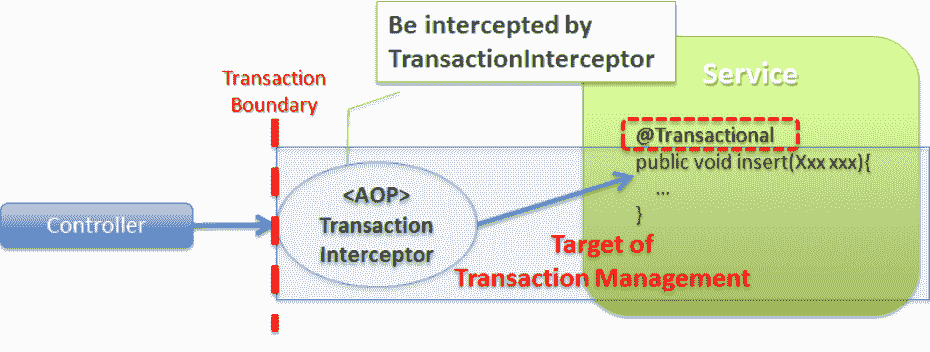 Be intercepted by
TransactionInterceptor
Service
Transaction
Boundary
@Transactional
public void insert(Xxx xxx){
...
}
<AOP>
Transaction
Interceptor
Controller
Target of
Transaction Management